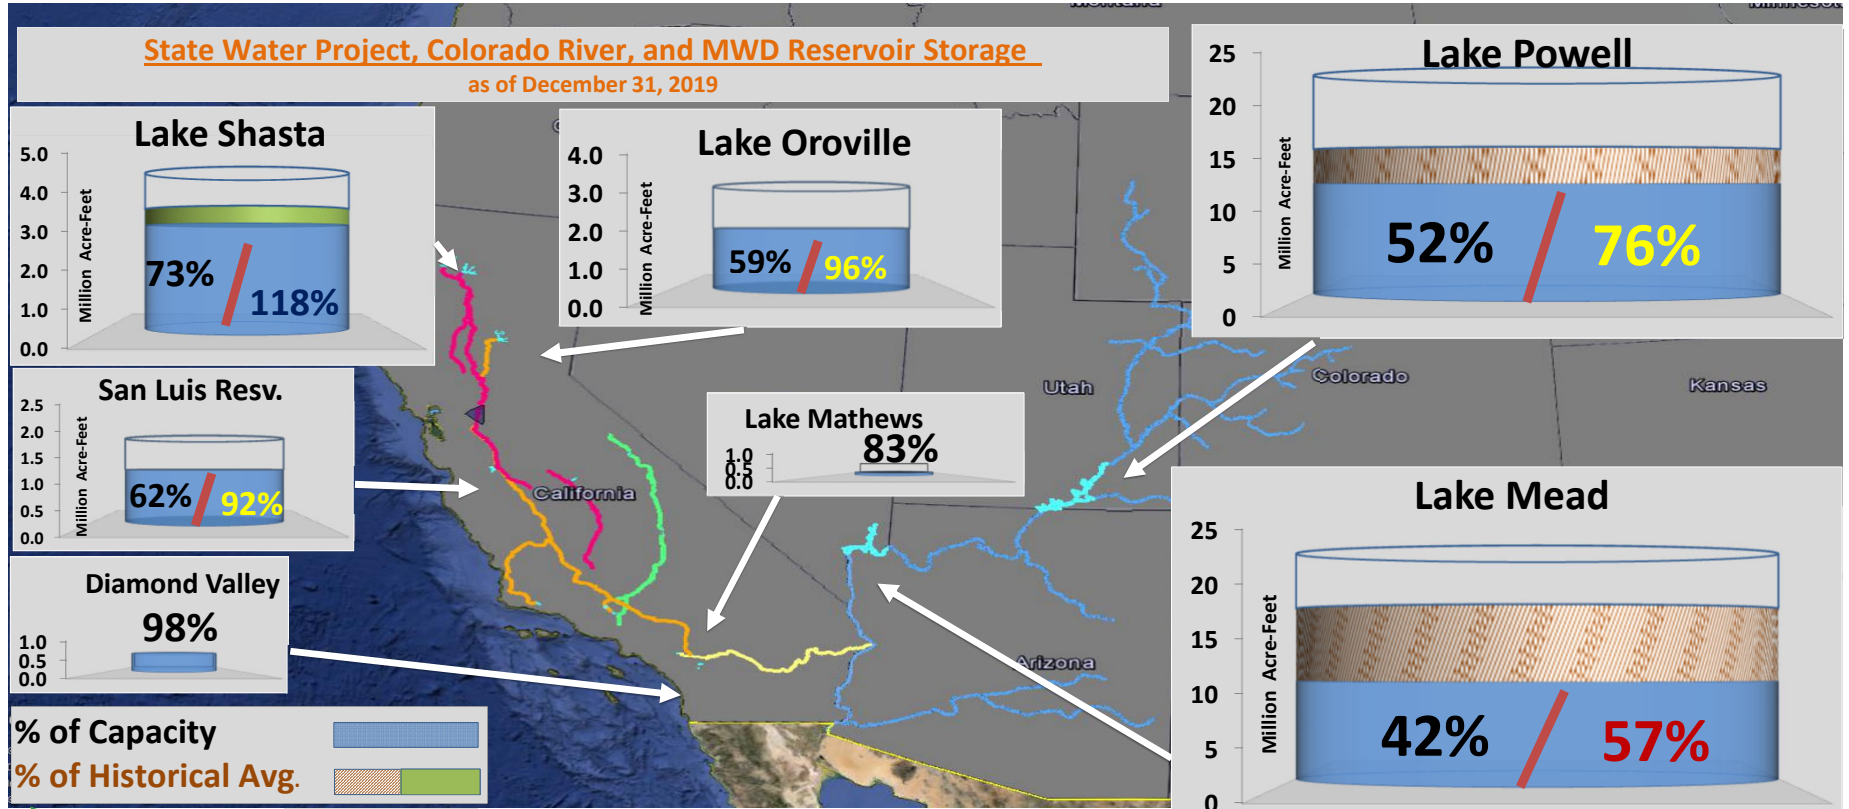 Montana
State Water Project, Colorado River, and MWD Reservoir Storage
as of December 31, 2019
Lake Shasta
5.0
4.0
3.0
2.0
1.0
0.0
Million Acre-Feet
73%
118%
Lake Oroville
4.0
3.0
2.0
1.0
0.0
Million Acre-Feet
59%
96%
Lake Powell
25
20
15
10
5
0
Million Acre-Feet
52%
76%
San Luis Resv.
2.5
2.0
1.5
1.0
0.5
0.0
Million Acre-Feet
62%
92%
Lake Mathews
83%
1.0
0.5
0.0
Utah
Colorado
Kansas
California
Arizona
Diamond Valley
98%
1.0
0.5
0.0
Lake Mead
25
20
15
10
5
0
Million Acre-Feet
42%
57%
% of Capacity
% of Historical Avg.